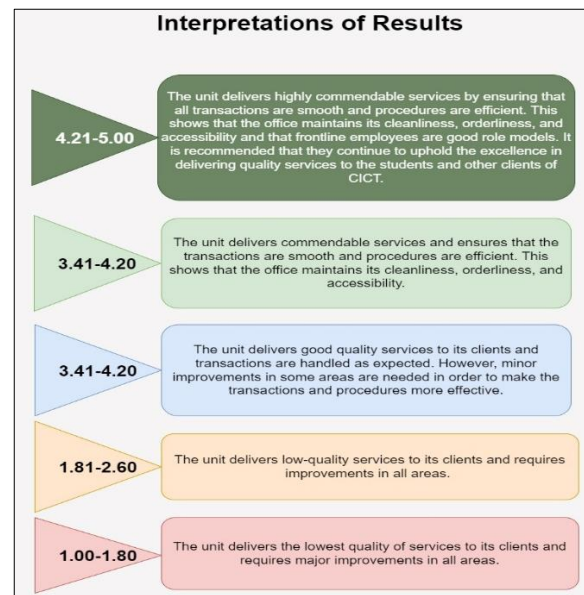 Interpretations of Results
4.21-5.00
The unit delivers highly commendable services by ensuring that
all transactions are smooth and procedures are efficient. This
shows that the office maintains its cleanliness, orderliness, and
accessibility and that frontline employees are good role models. It
is recommended that they continue to uphold the excellence in
delivering quality services to the students and other clients of
CICT.
3.41-4.20
The unit delivers commendable services and ensures that the
transactions are smooth and procedures are efficient. This
shows that the office maintains its cleanliness, orderliness, and
accessibility.
3.41-4.20
The unit delivers good quality services to its clients and
transactions are handled as expected. However, minor
improvements in some areas are needed in order to make the
transactions and procedures more effective.
1.81-2.60
The unit delivers low-quality services to its clients and requires
improvements in all areas.
1.00-1.80
The unit delivers the lowest quality of services to its clients and
requires major improvements in all areas.